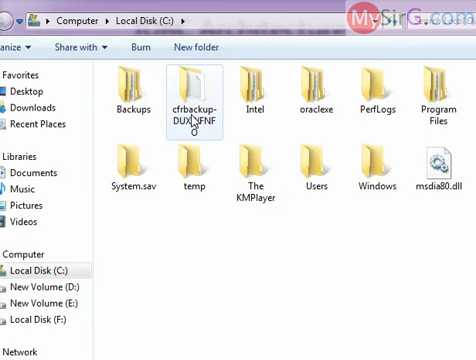 MySirG.com
Computer ▸ Local Disk (C:) ▸
Share with ▾ Burn New folder
Favorites
Desktop
Downloads
Recent Places
Libraries
Documents
Music
Pictures
Videos
Computer
Local Disk (C:)
New Volume (D:)
New Volume (E:)
Local Disk (F:)
Network
Backups
cfrbackup-
Intel
oraclexe
PerfLogs
Program
Files
System.sav
temp
The
KMPlayer
Users
Windows
msdia80.dll